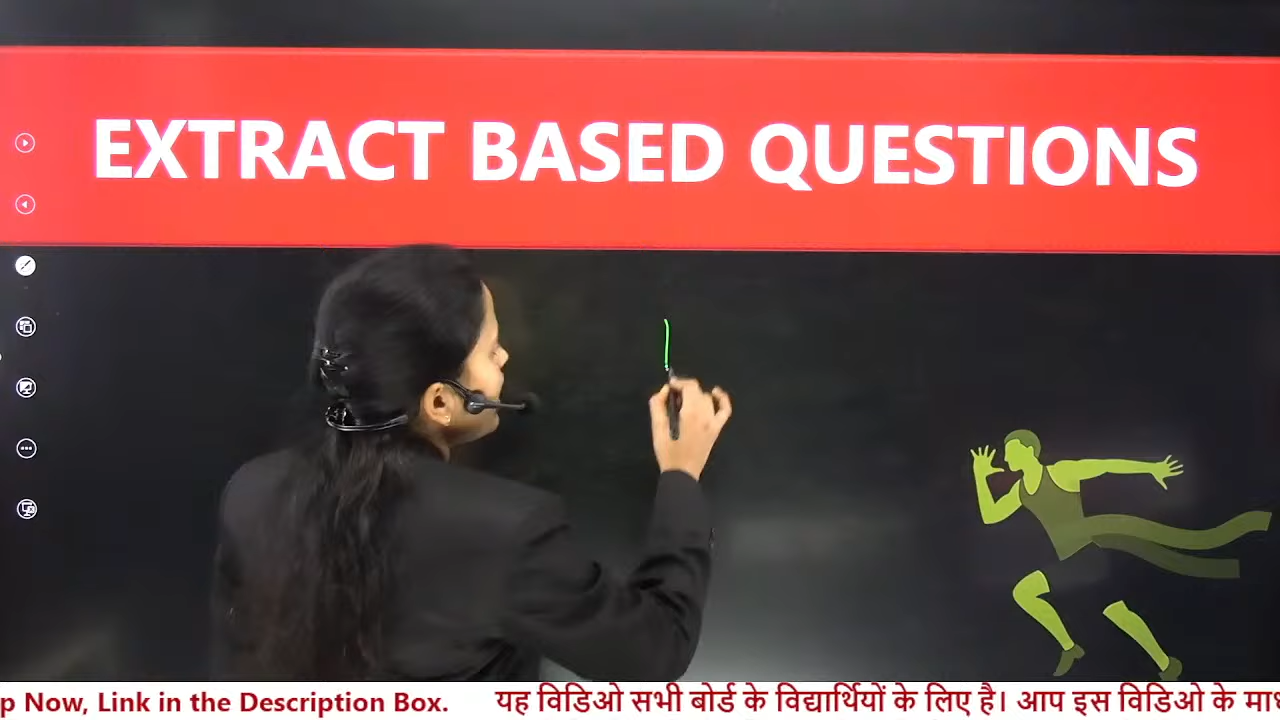 EXTRACT BASED QUESTIONS
p Now, Link in the Description Box. यह विडिओ सभी बोर्ड के विद्यार्थियों के लिए है। आप इस विडिओ के माध